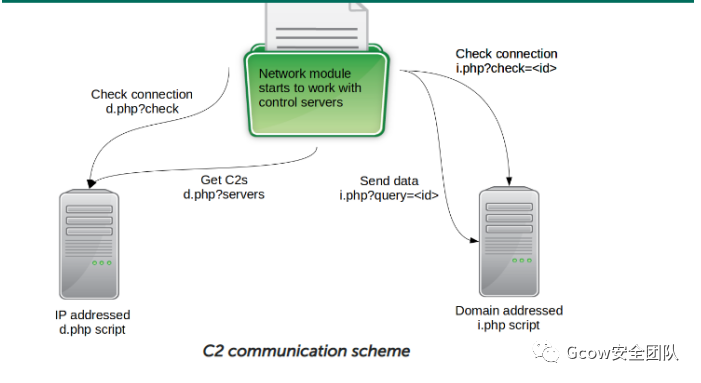 Network module
starts to work with
control servers
Check connection
i.php?check=<id>
Check connection
d.php?check
Get C2s
d.php?servers
Send data
i.php?query=<id>
IP addressed
d.php script
Domain addressed
i.php script
C2 communication scheme
Gcow安全团队